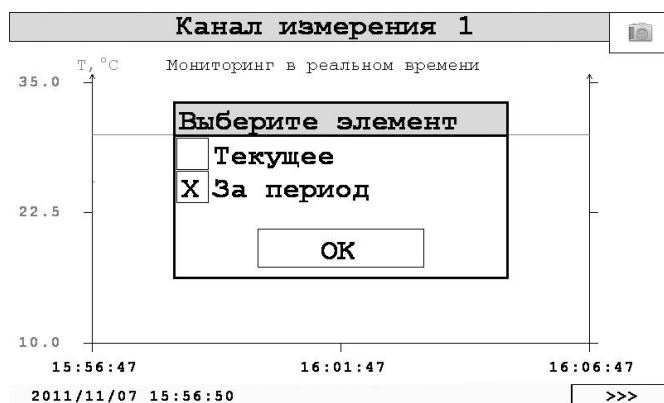 Канал измерения 1
T, °C Мониторинг в реальном времени
35.0
Выберите элемент
Текущее
X За период
22.5
OK
10.0
15:56:47 16:01:47 16:06:47
2011/11/07 15:56:50 >>>